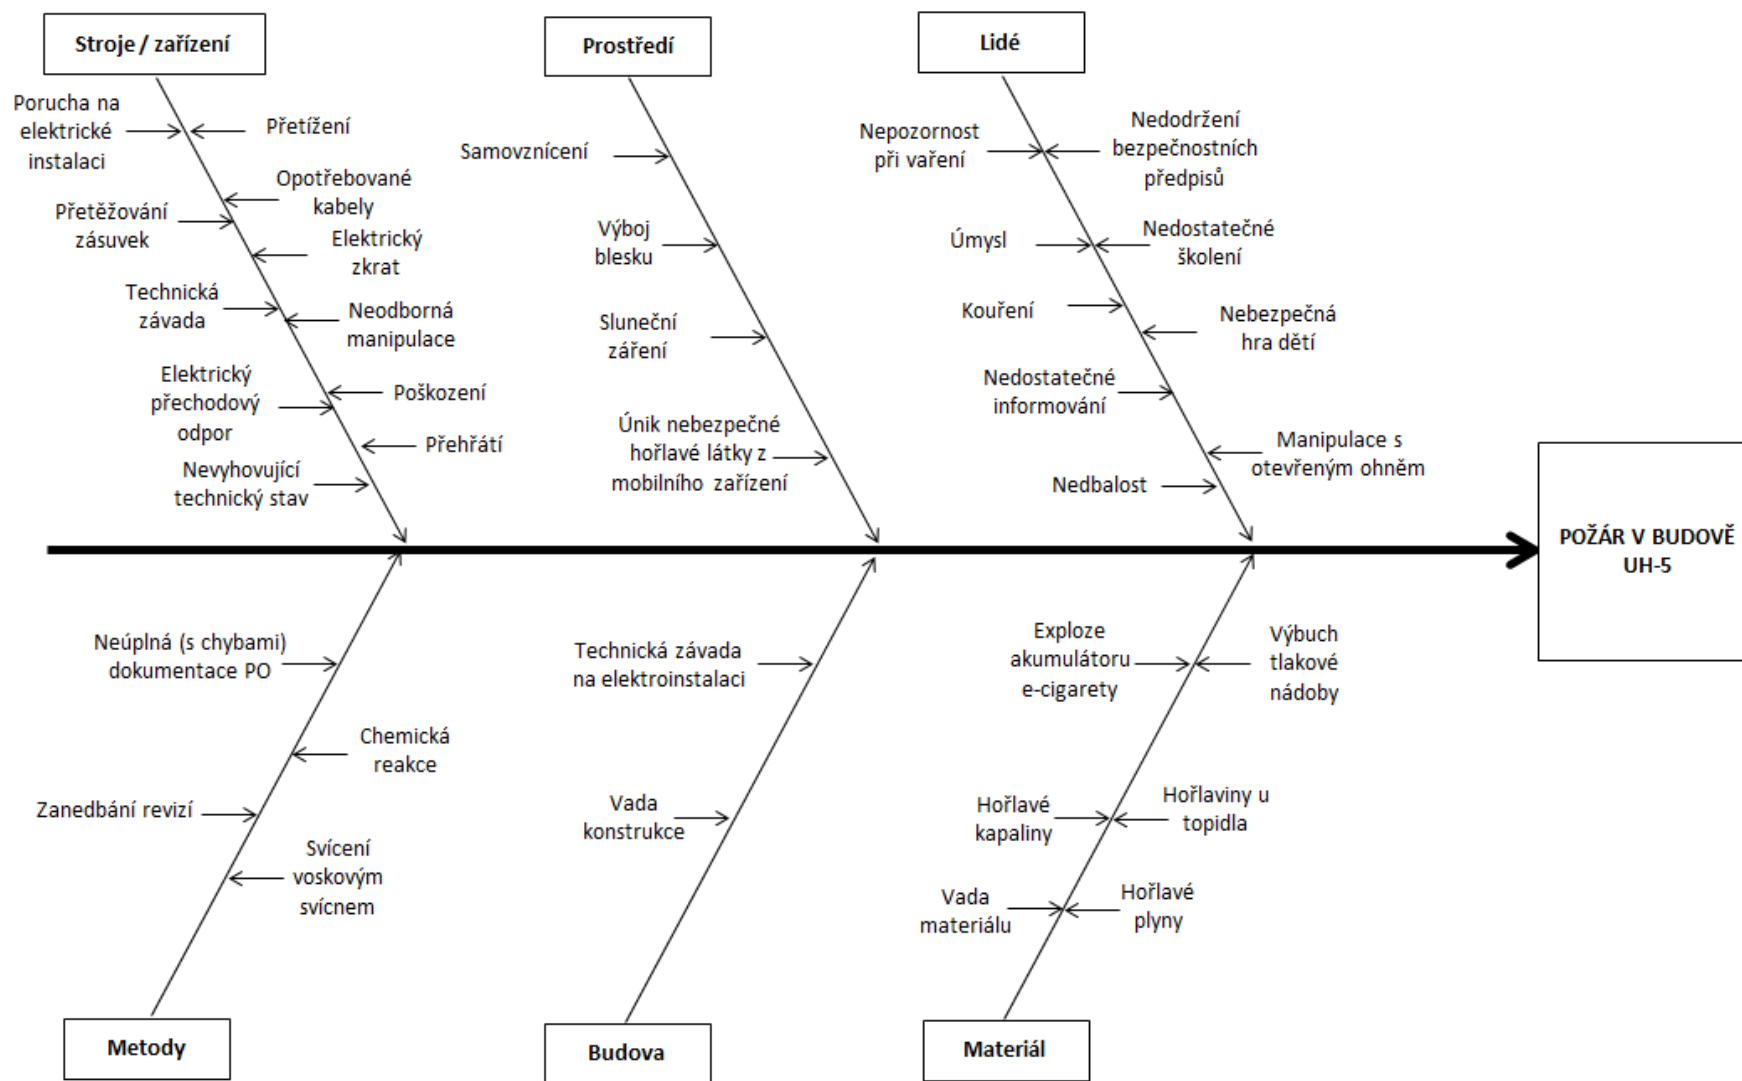 Stroje / zařízení
Prostředí
Lidé
Porucha na
elektrické
instalaci
Přetížení
Opotřebované
kabely
Přetěžování
zásuvek
Elektrický
zkrat
Technická
závada
Neodborná
manipulace
Elektrický
přechodový
odpor
Poškození
Přehřátí
Nevyhovující
technický stav
Samovznícení
Výboj
blesku
Sluneční
záření
Únik nebezpečné
hořlavé látky z
mobilního zařízení
Nepozornost
při vaření
Nedodržení
bezpečnostních
předpisů
Úmysl
Nedostatečné
školení
Kouření
Nebezpečná
hra dětí
Nedostatečné
informování
Manipulace s
otevřeným ohněm
Nedbalost
POŽÁR V BUDOVĚ
UH-5
Neúplná (s chybami)
dokumentace PO
Chemická
reakce
Zanedbání revizí
Svícení
voskovým
svícnem
Technická závada
na elektroinstalaci
Vada
konstrukce
Exploze
akumulátoru
e-cigarety
Výbuch
tlakové
nádoby
Hořlavé
kapaliny
Hořlaviny u
topidla
Vada
materiálu
Hořlavé
plyny
Metody
Budova
Materiál